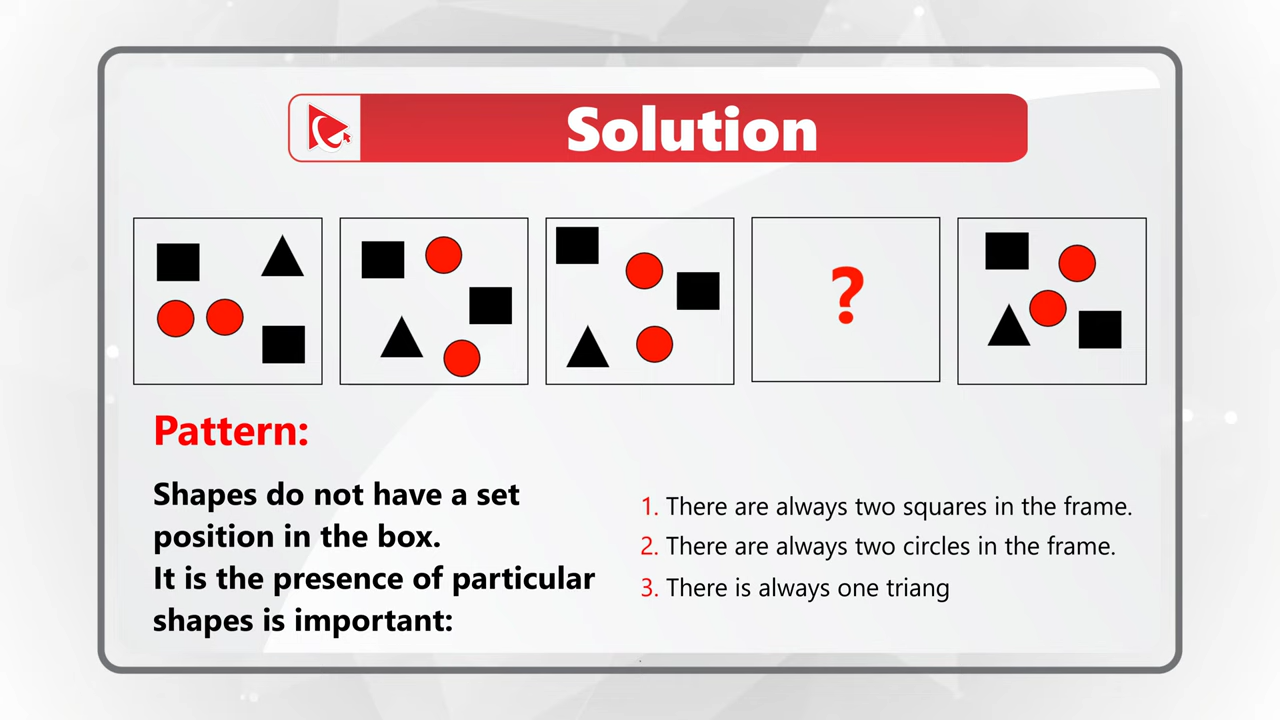 Solution
?
Pattern:
Shapes do not have a set
position in the box.
It is the presence of particular
shapes is important:
1. There are always two squares in the frame.
2. There are always two circles in the frame.
3. There is always one triang